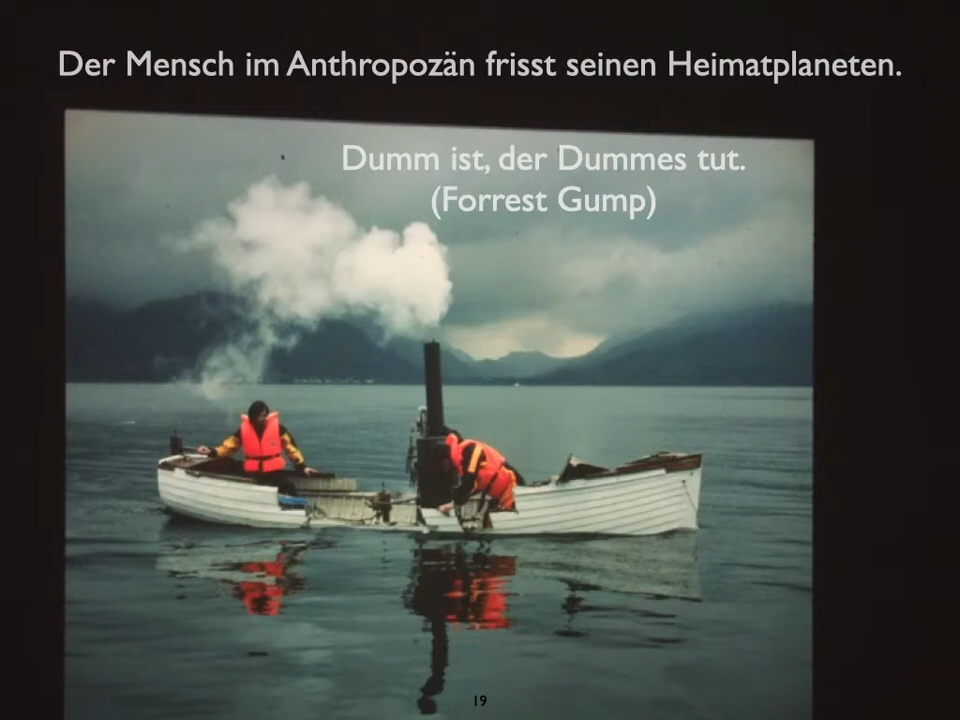 Der Mensch im Anthropozän frisst seinen Heimatplaneten.
Dumm ist, der Dummes tut.
(Forrest Gump)
19